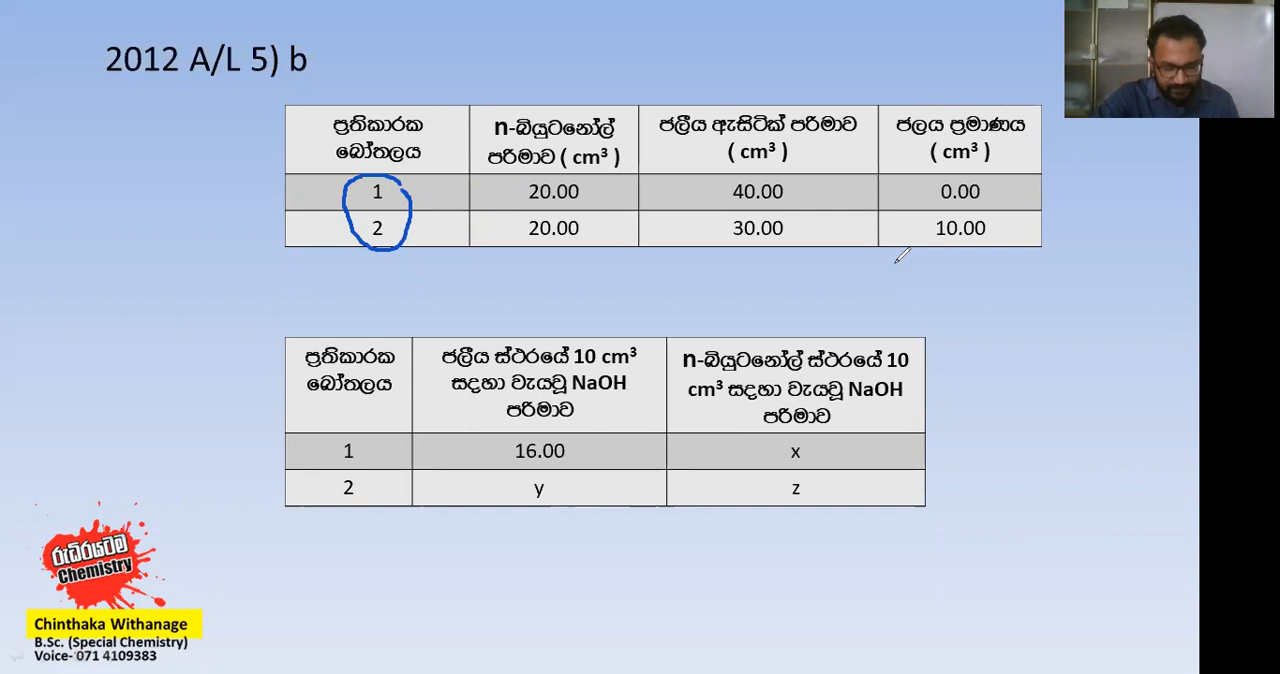 2012 A/L 5) b
ප්‍රතිකාරක
බෝතලය
n-බියුටනෝල්
පරිමාව ( cm³ )
ජලීය ඇසිටික් පරිමාව
( cm³ )
ජලය ප්‍රමාණය
( cm³ )
1
20.00
40.00
0.00
2
20.00
30.00
10.00
ප්‍රතිකාරක
බෝතලය
ජලීය ස්ථරයේ 10 cm³
සදහා වැයවූ NaOH
පරිමාව
n-බියුටනෝල් ස්ථරයේ 10
cm³ සදහා වැයවූ NaOH
පරිමාව
1
16.00
x
2
y
z
රුධිරයටම
Chemistry
Chinthaka Withanage
B.Sc. (Special Chemistry)
Voice- 071 4109383